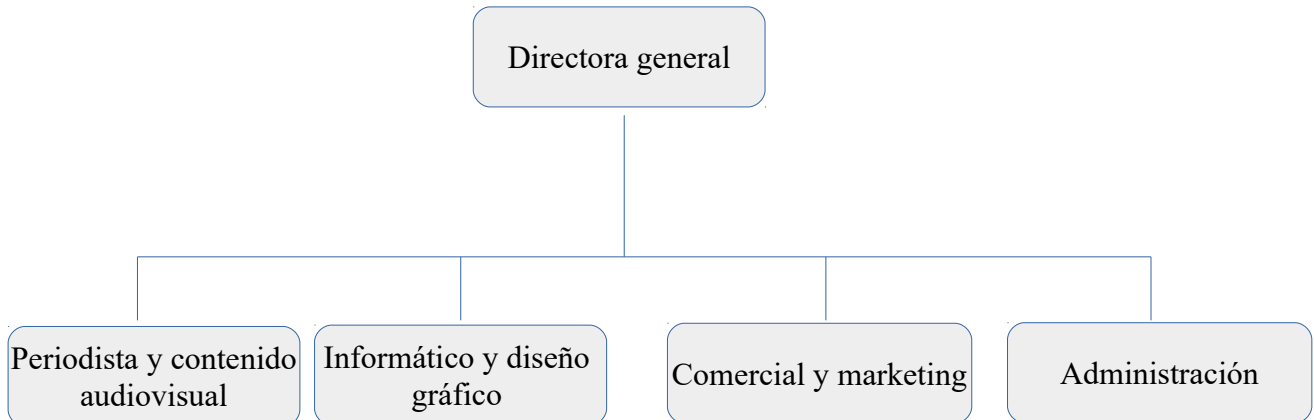 Directora general
Periodista y contenido
audiovisual
Informático y diseño
gráfico
Comercial y marketing
Administración